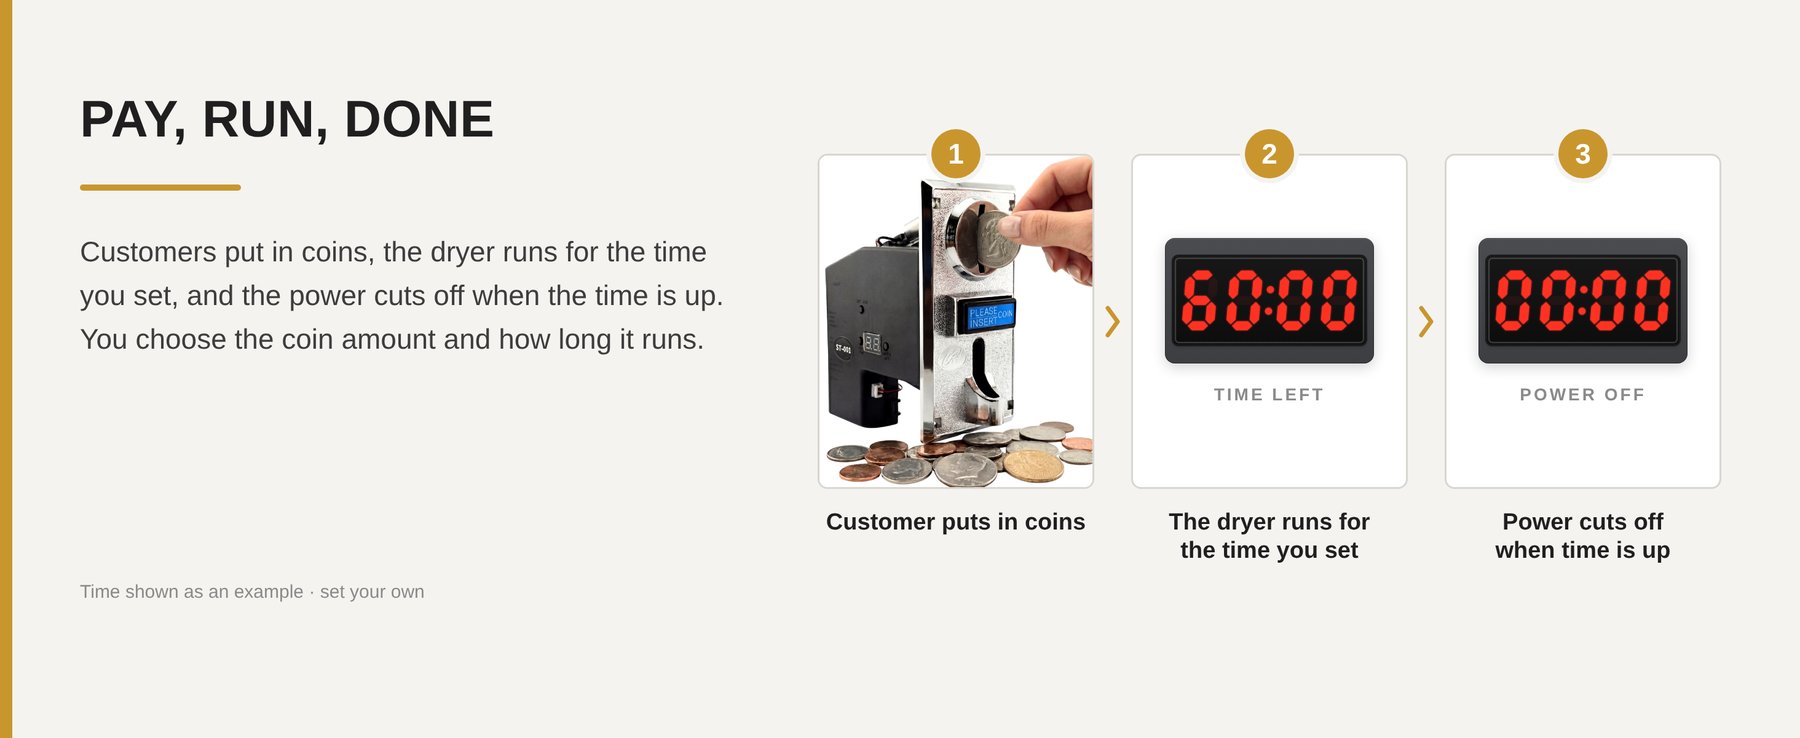 PAY, RUN, DONE
Customers put in coins, the dryer runs for the time
you set, and the power cuts off when the time is up.
You choose the coin amount and how long it runs.
Time shown as an example · set your own
1
PLEASE
INSERT COIN
ST-001
88
Customer puts in coins
2
60:00
TIME LEFT
The dryer runs for
the time you set
3
00:00
POWER OFF
Power cuts off
when time is up